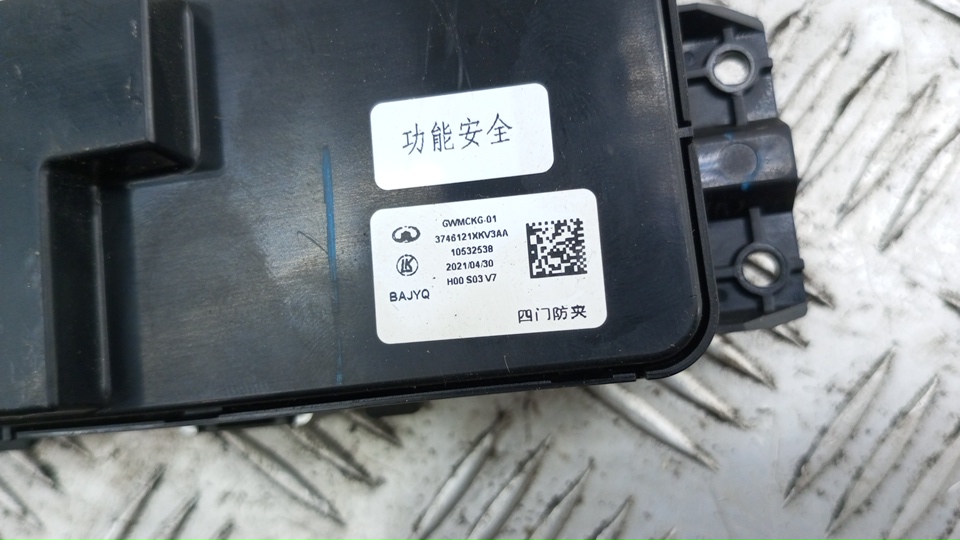 功能安全
GWMCKG-01
3746121XKV3AA
10532538
2021/04/30
H00 S03 V7
LK
BAJYQ
四门防夹